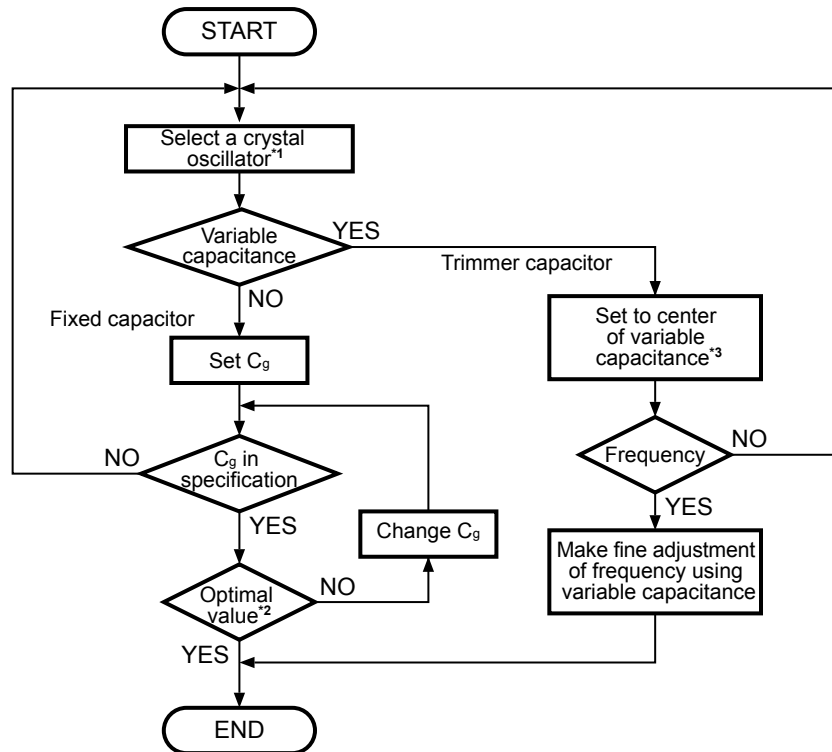 START
Select a crystal
oscillator*1
Variable
capacitance
YES
Trimmer capacitor
NO
Fixed capacitor
Set Cg
Set to center
of variable
capacitance*3
Cg in
specification
NO
YES
Change Cg
Frequency
NO
YES
Optimal
value*2
NO
YES
Make fine adjustment
of frequency using
variable capacitance
END